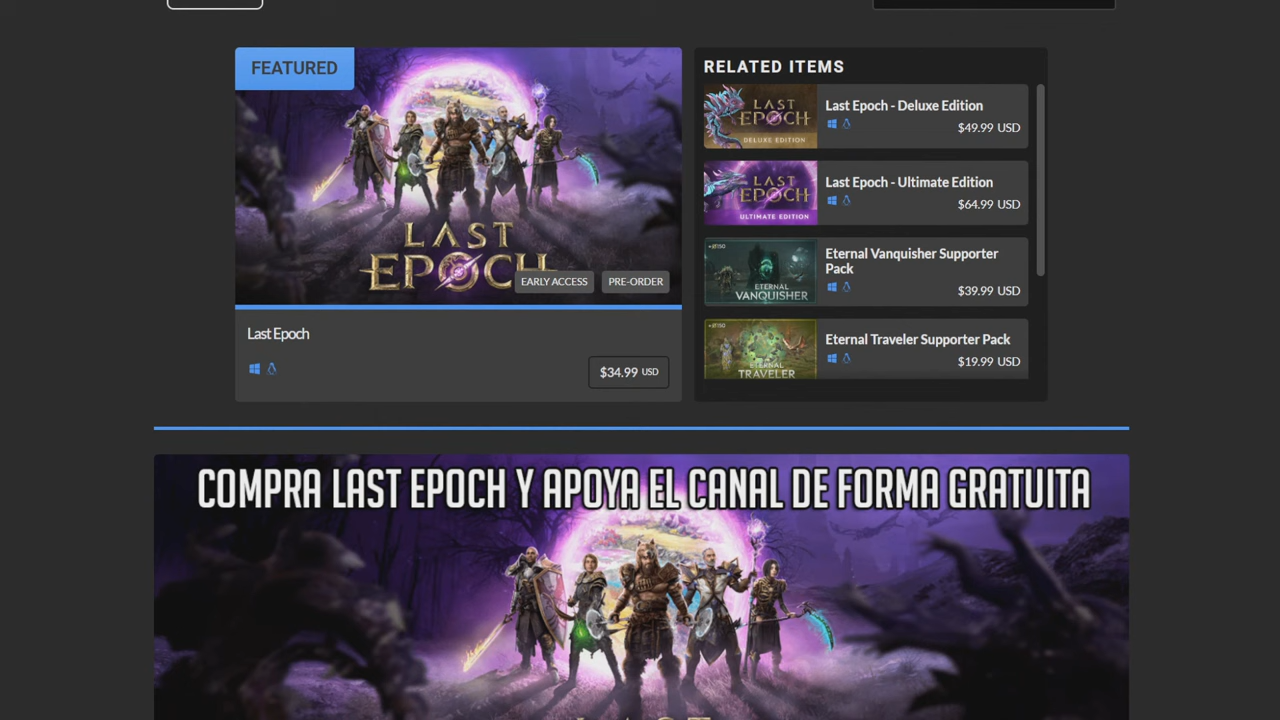 FEATURED
LAST
EPOCH
EARLY ACCESS
PRE-ORDER
Last Epoch
$34.99 USD
RELATED ITEMS
LAST
EPOCH
DELUXE EDITION
Last Epoch - Deluxe Edition
$49.99 USD
LAST
EPOCH
ULTIMATE EDITION
Last Epoch - Ultimate Edition
$64.99 USD
ETERNAL
VANQUISHER
Eternal Vanquisher Supporter
Pack
$39.99 USD
ETERNAL
TRAVELER
Eternal Traveler Supporter Pack
$19.99 USD
COMPRA LAST EPOCH Y APOYA EL CANAL DE FORMA GRATUITA
LAST